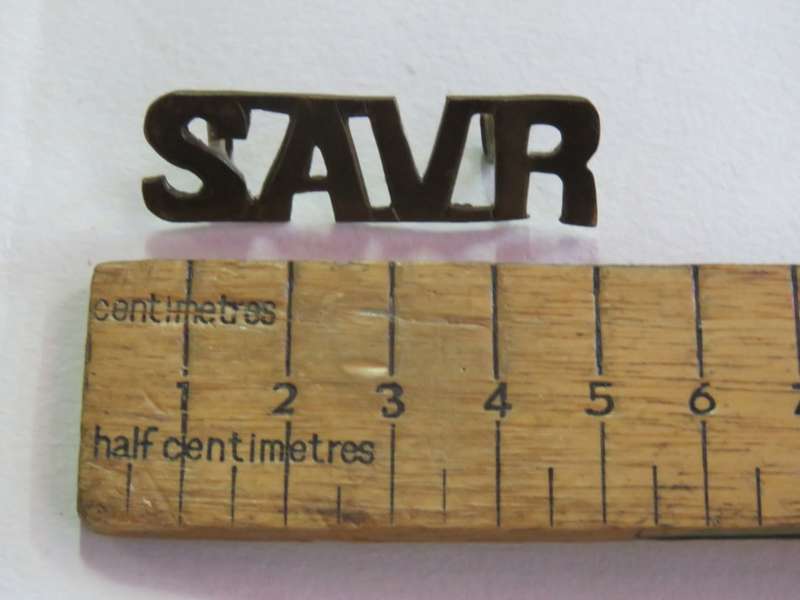 SAVR
centimetres
1 2 3 4 5 6
half centimetres